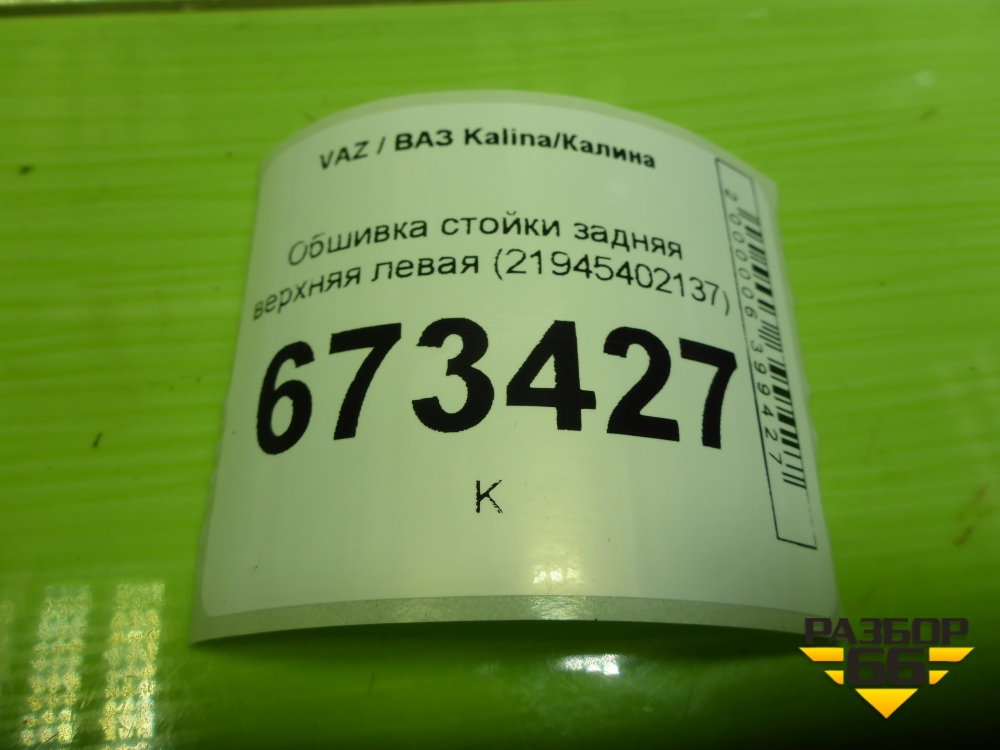 VAZ / ВАЗ Kalina/Калина
Обшивка стойки задняя
верхняя левая (21945402137)
673427
K
2000006399427
РАЗБОР
66